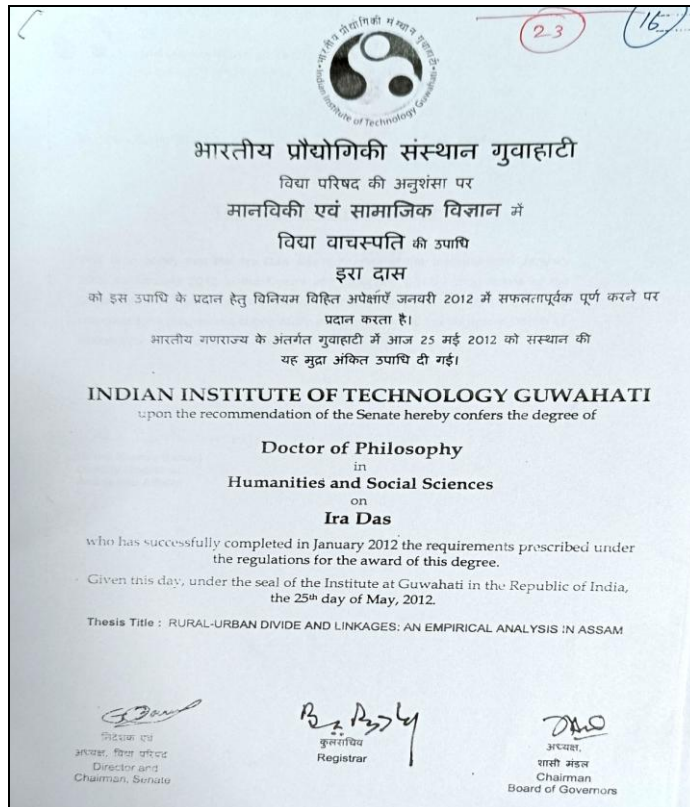 23
16
भारतीय प्रौद्योगिकी संस्थान गुवाहाटी
Indian Institute of Technology Guwahati
भारतीय प्रौद्योगिकी संस्थान गुवाहाटी
विद्या परिषद की अनुशंसा पर
मानविकी एवं सामाजिक विज्ञान में
विद्या वाचस्पति की उपाधि
इरा दास
को इस उपाधि के प्रदान हेतु विनियम विहित अपेक्षाएँ जनवरी 2012 में सफलतापूर्वक पूर्ण करने पर
प्रदान करता है।
भारतीय गणराज्य के अंतर्गत गुवाहाटी में आज 25 मई 2012 को संस्थान की
यह मुद्रा अंकित उपाधि दी गई।
INDIAN INSTITUTE OF TECHNOLOGY GUWAHATI
upon the recommendation of the Senate hereby confers the degree of
Doctor of Philosophy
in
Humanities and Social Sciences
on
Ira Das
who has successfully completed in January 2012 the requirements prescribed under
the regulations for the award of this degree.
Given this day, under the seal of the Institute at Guwahati in the Republic of India,
the 25th day of May, 2012.
Thesis Title : RURAL-URBAN DIVIDE AND LINKAGES: AN EMPIRICAL ANALYSIS IN ASSAM
निदेशक एवं
अध्यक्ष, विद्या परिषद
Director and
Chairman, Senate
कुलसचिव
Registrar
अध्यक्ष,
शासी मंडल
Chairman
Board of Governors